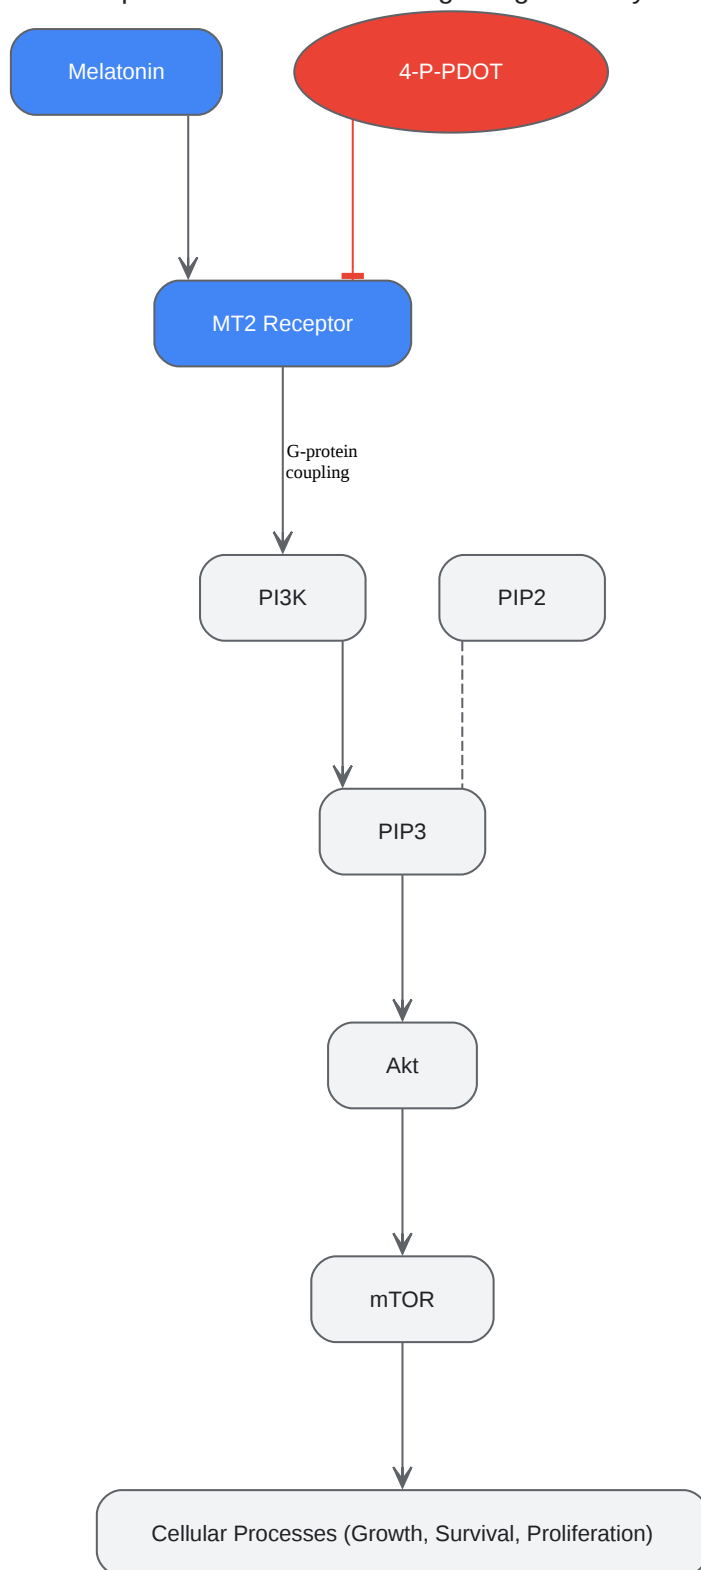 Melatonin
4-P-PDOT
MT2 Receptor
G-protein
coupling
PI3K
PIP2
PIP3
Akt
mTOR
Cellular Processes (Growth, Survival, Proliferation)